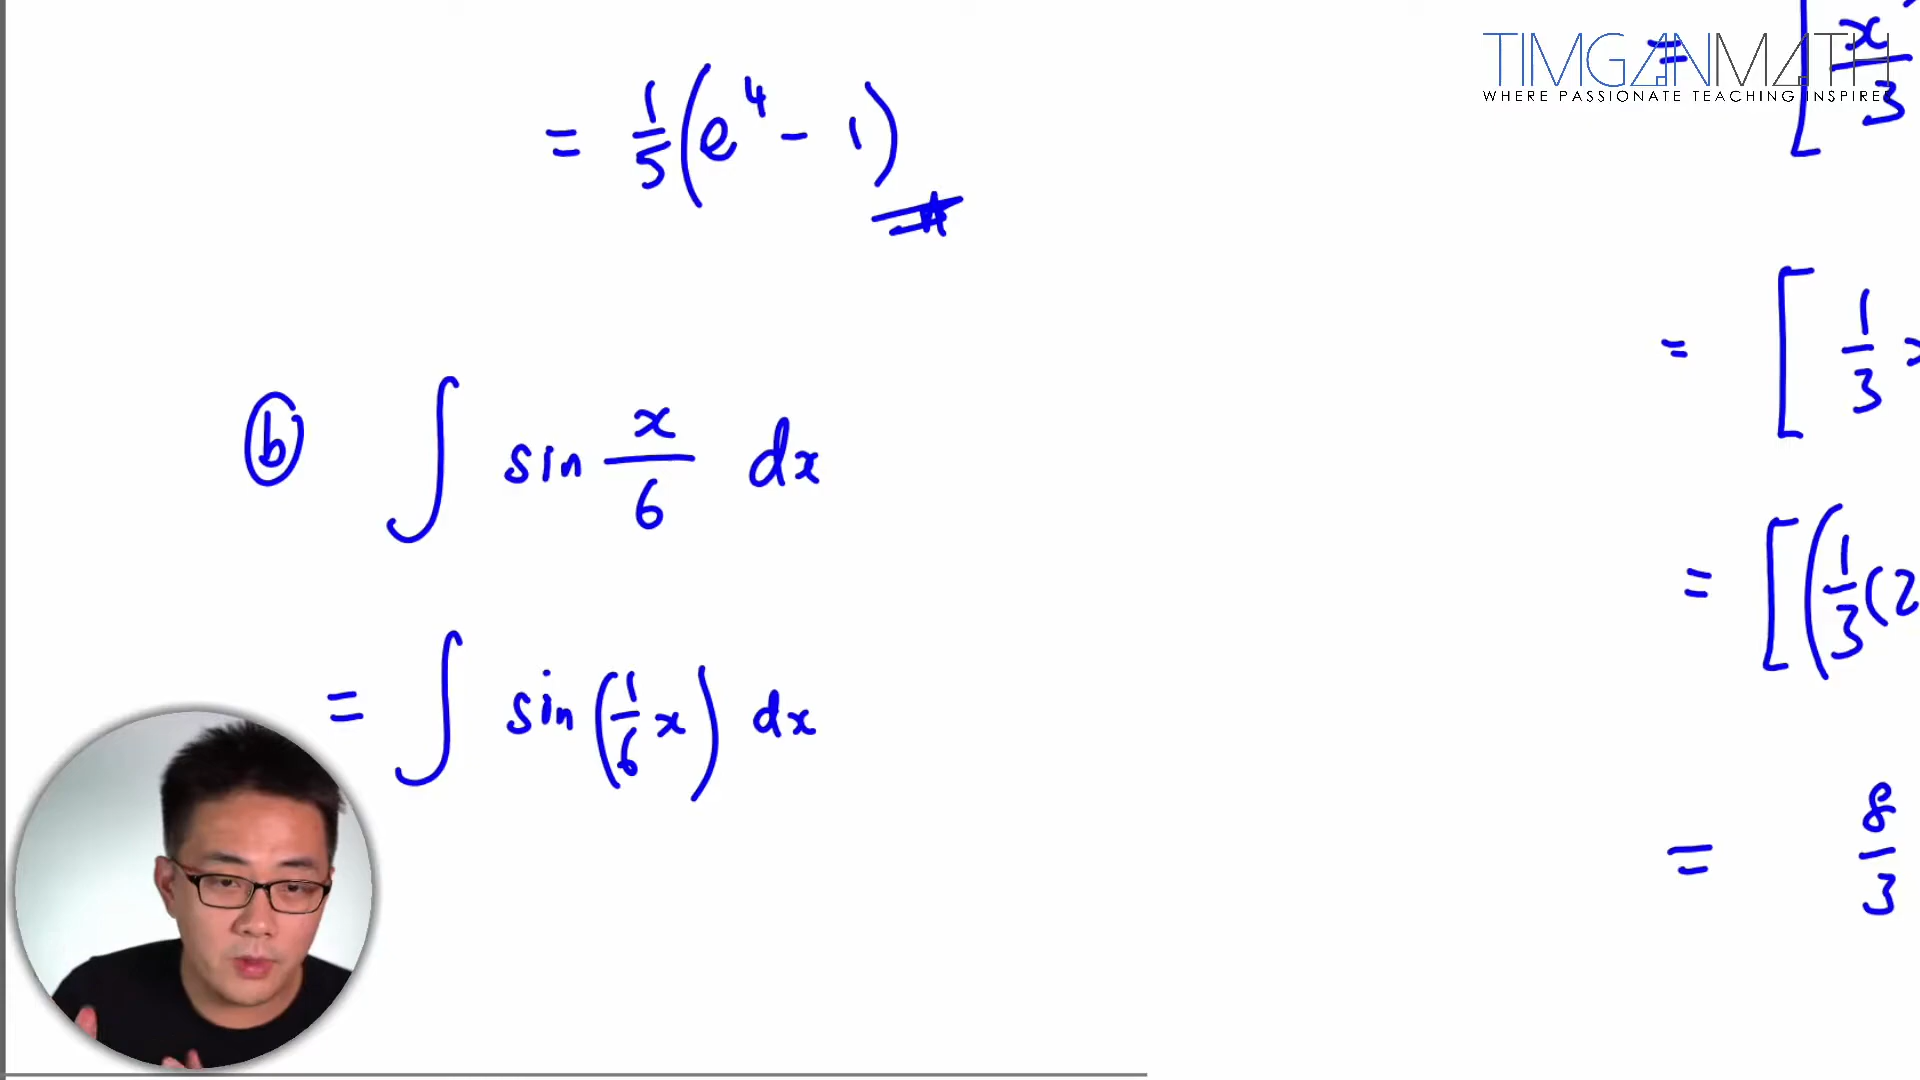 TIMGANMATH
WHERE PASSIONATE TEACHING INSPIRES
= 1/5 (e^4 - 1)
(b) ∫ sin x/6 dx
= ∫ sin (1/6 x) dx
= [ x/3
= [ 1/3
= [(1/3 (2
= 8/3